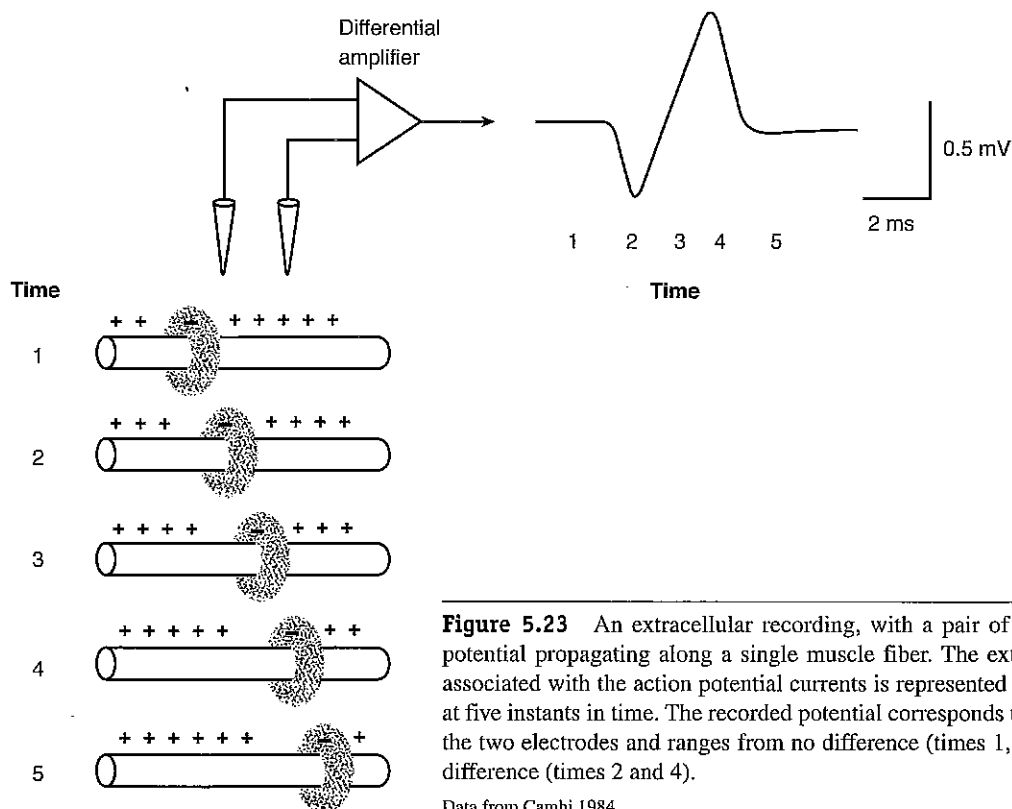 Differential
amplifier
0.5 mV
2 ms
1 2 3 4 5
Time
Time
+ + - + + + + +
1
+ + + - + + + +
2
+ + + + - + + +
3
+ + + + + - + +
4
+ + + + + + - +
5
Figure 5.23 An extracellular recording, with a pair of
potential propagating along a single muscle fiber. The ext
associated with the action potential currents is represented
at five instants in time. The recorded potential corresponds t
the two electrodes and ranges from no difference (times 1,
difference (times 2 and 4).
Data from Camhi 1984